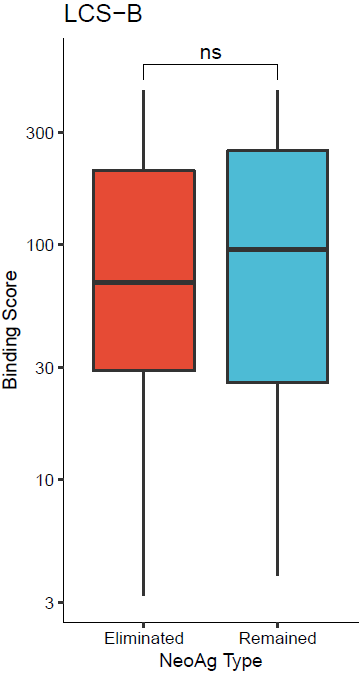 LCS−B
ns
300
100
30
10
3
Binding Score
Eliminated
Remained
NeoAg Type